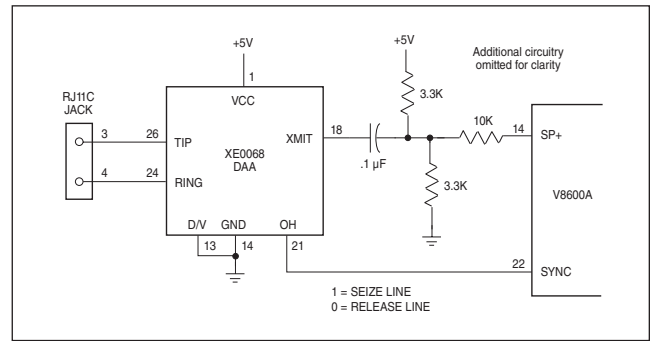 +5V
+5V
Additional circuitry
omitted for clarity
RJ11C
JACK
1
VCC
3.3K
3
26
TIP
XE0068
DAA
XMIT
18
.1 µF
10K
14
SP+
4
24
RING
3.3K
V8600A
D/V
GND
OH
13
14
21
22
SYNC
1 = SEIZE LINE
0 = RELEASE LINE